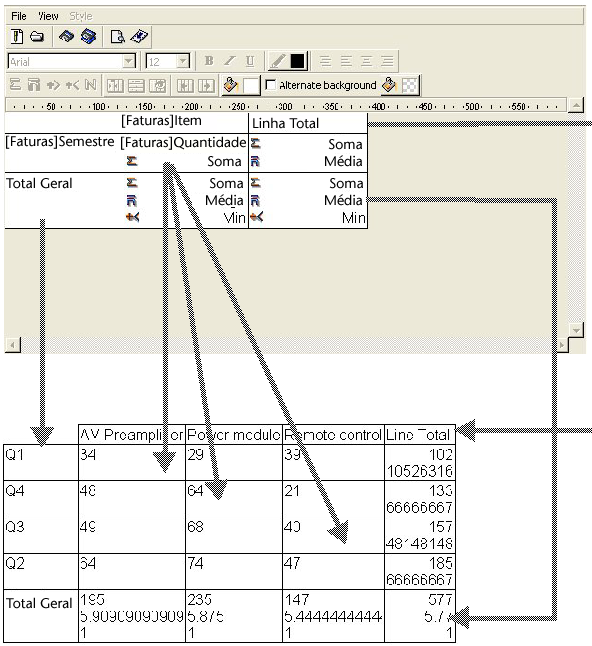 File View Style
Arial 12 B I U
Alternate background
50 100 150 200 250 300 350 400 450 500 550
[Faturas]Item Linha Total
[Faturas]Semestre [Faturas]Quantidade Soma
Soma Média
Total Geral Soma Soma
Média Média
Min Min
AV Preamplifier Power module Remote control Line Total
Q1 34 29 39 102
10526316
Q4 48 64 21 133
66666667
Q3 49 68 40 157
48148148
Q2 64 74 47 185
66666667
Total Geral 195 235 147 577
5.90909090909 5.875 5.4444444444 5.77
1 1 1 1